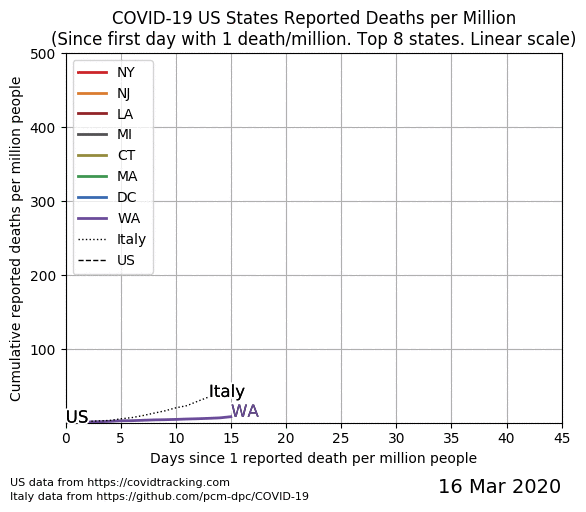 COVID-19 US States Reported Deaths per Million
(Since first day with 1 death/million. Top 8 states. Linear scale)
Cumulative reported deaths per million people
500
400
300
200
100
NY
NJ
LA
MI
CT
MA
DC
WA
Italy
US
Italy
WA
US
0 5 10 15 20 25 30 35 40 45
Days since 1 reported death per million people
US data from https://covidtracking.com
Italy data from https://github.com/pcm-dpc/COVID-19
16 Mar 2020